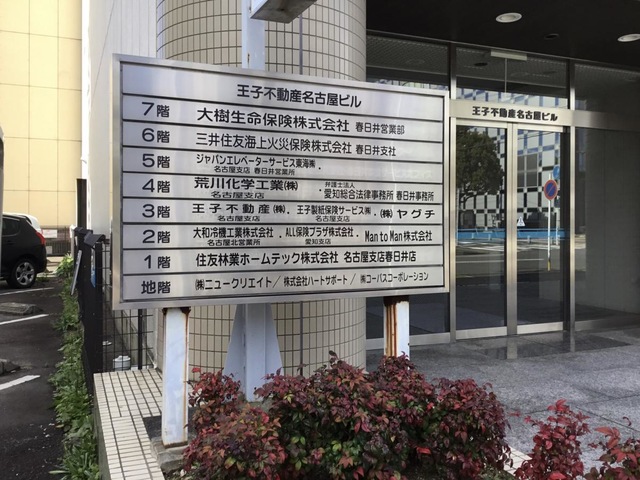 王子不動産名古屋ビル
7階 大樹生命保険株式会社 春日井営業部
6階 三井住友海上火災保険株式会社 春日井支社
5階 ジャパンエレベーターサービス東海㈱ 名古屋支店 春日井営業所
4階 荒川化学工業㈱ 名古屋支店 ・ 弁護士法人 愛知総合法律事務所 春日井事務所
3階 王子不動産㈱ 名古屋支店 ・ 王子製紙保険サービス㈱ 名古屋支店 ・ ㈱ヤグチ
2階 大和冷機工業株式会社 名古屋北営業所 ・ ALL保険プラザ株式会社 愛知支店 ・ Man to Man株式会社
1階 住友林業ホームテック株式会社 名古屋支店春日井店
地階 ㈱ニュークリエイト/株式会社ハートサポート/㈱コーパスコーポレーション
王子不動産名古屋ビル